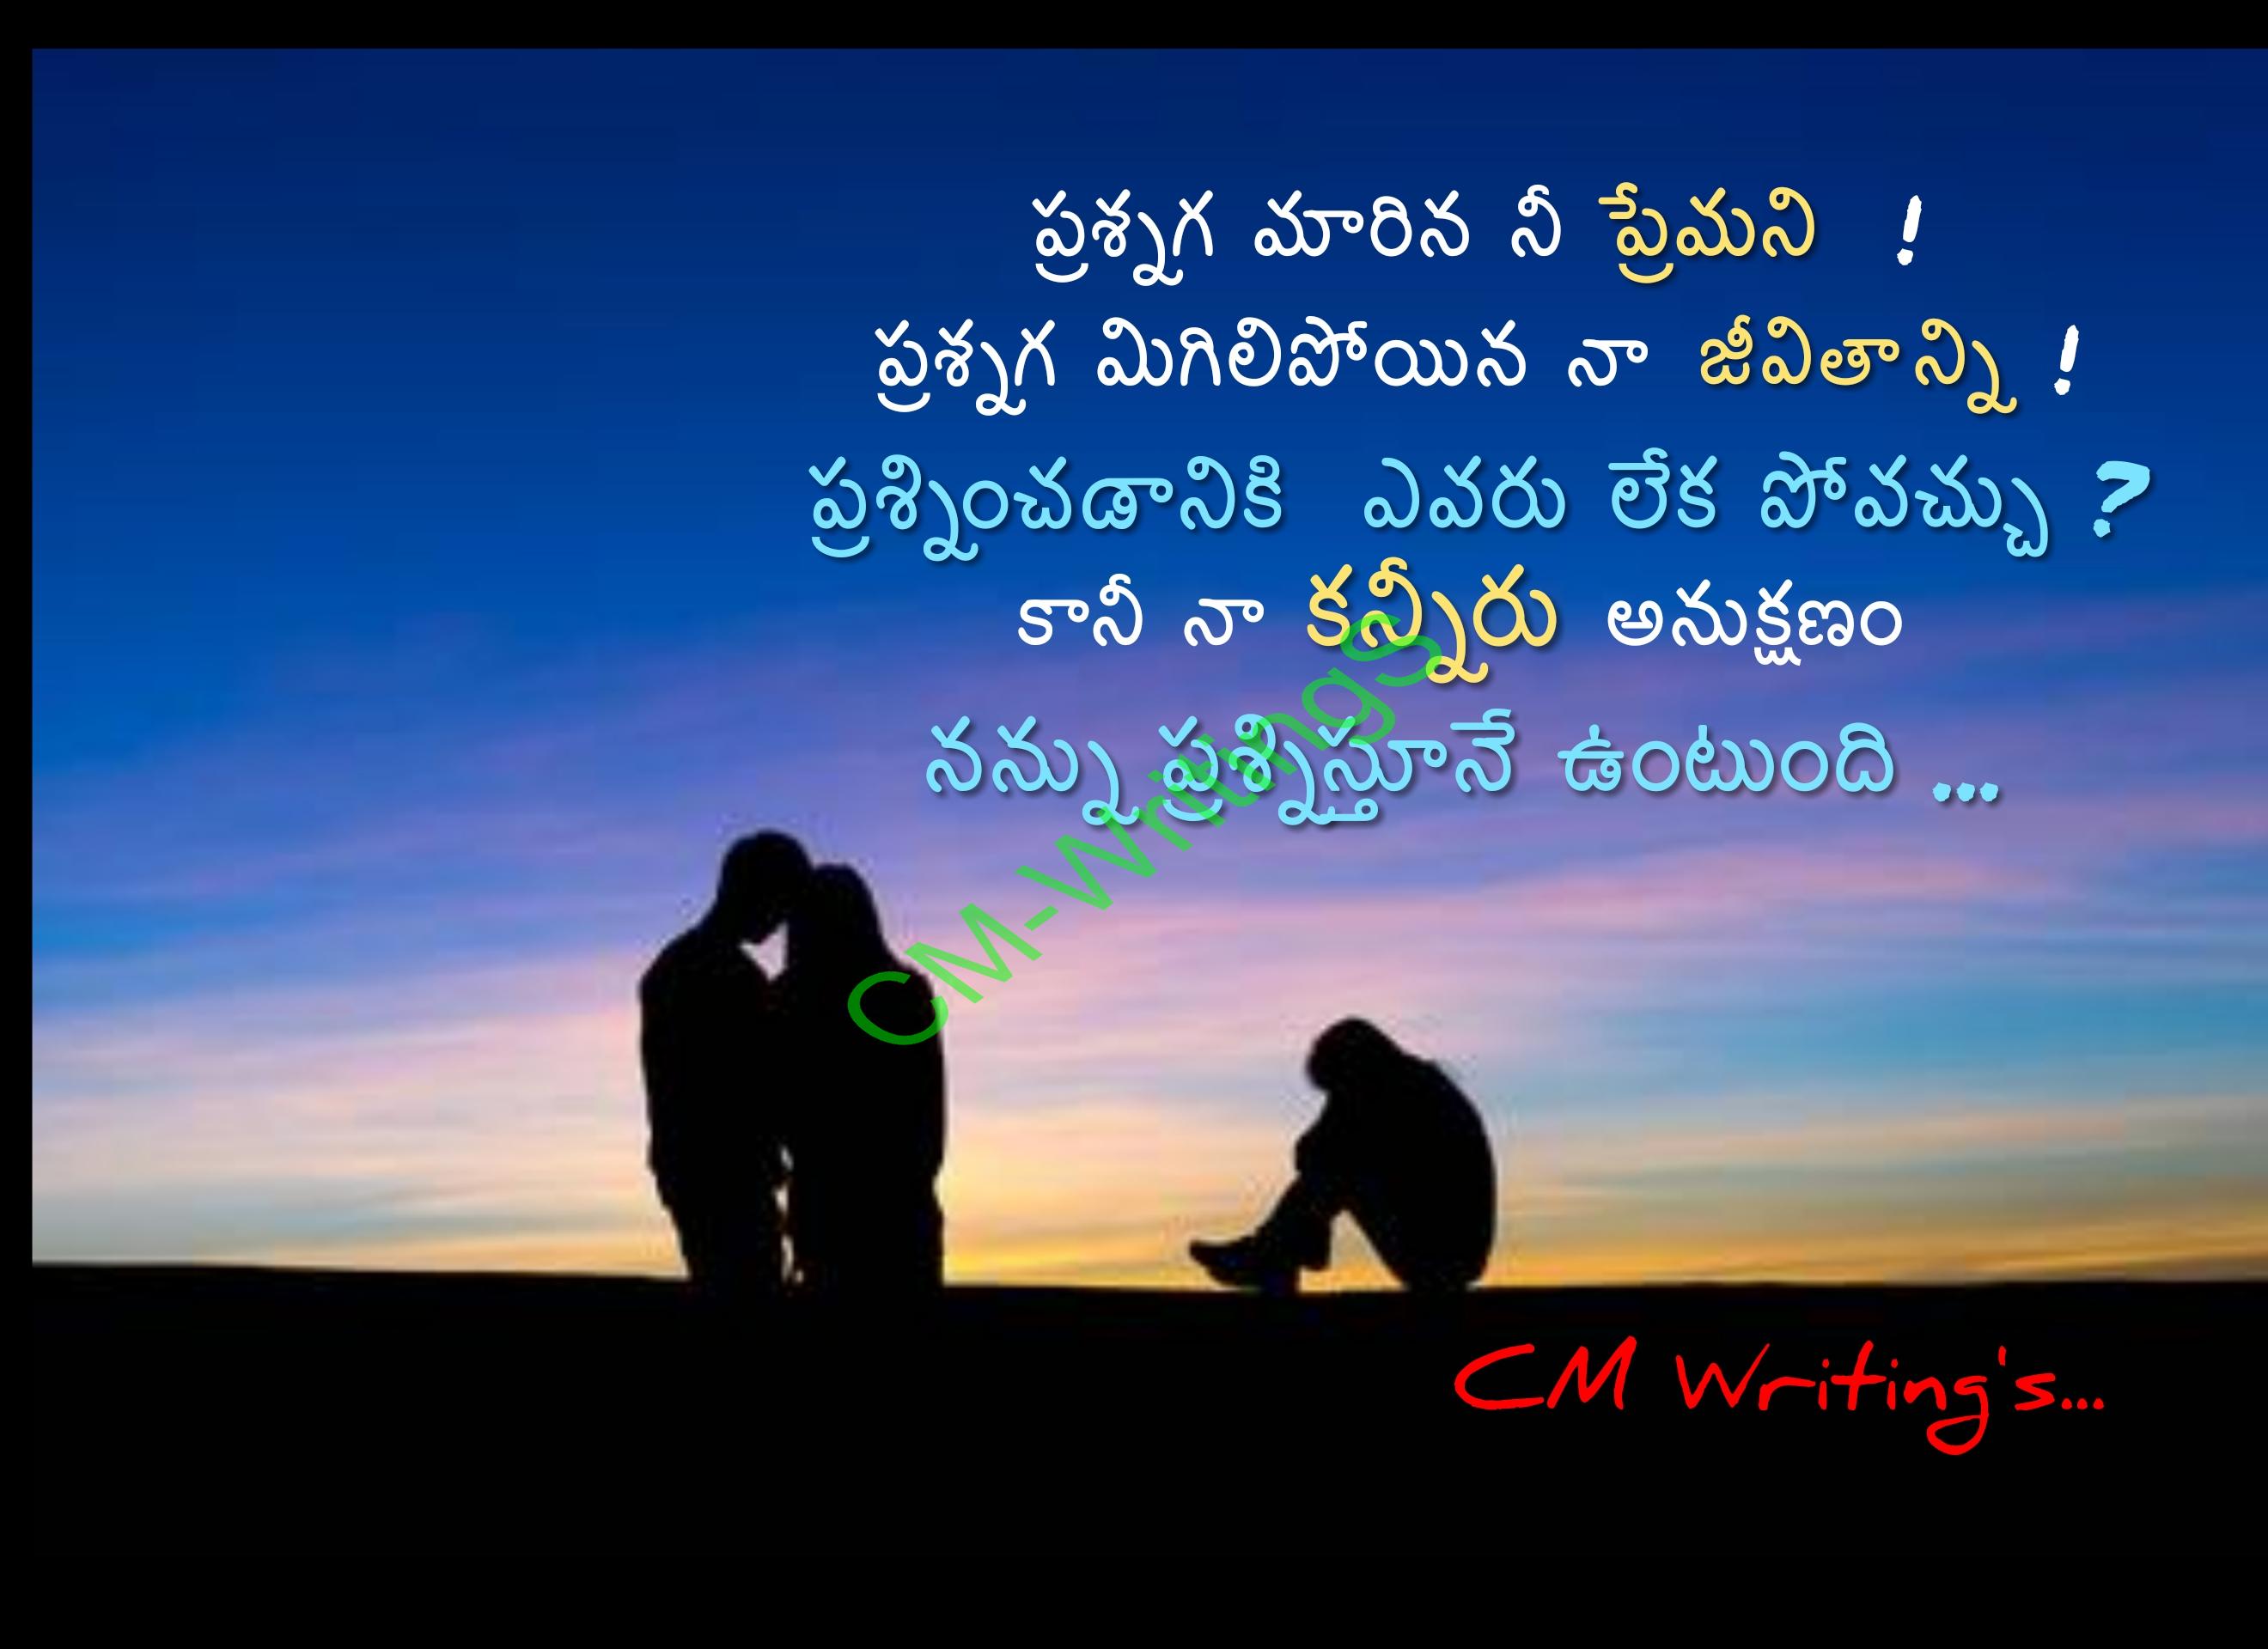 ప్రశ్నగ మారిన నీ ప్రేమని !
ప్రశ్నగ మిగిలిపోయిన నా జీవితాన్ని !
ప్రశ్నించడానికి ఎవరు లేక పోవచ్చు ?
కానీ నా కన్నీరు అనుక్షణం
నన్ను ప్రశ్నిస్తూనే ఉంటుంది ...
CM-Writings
CM Writing's...